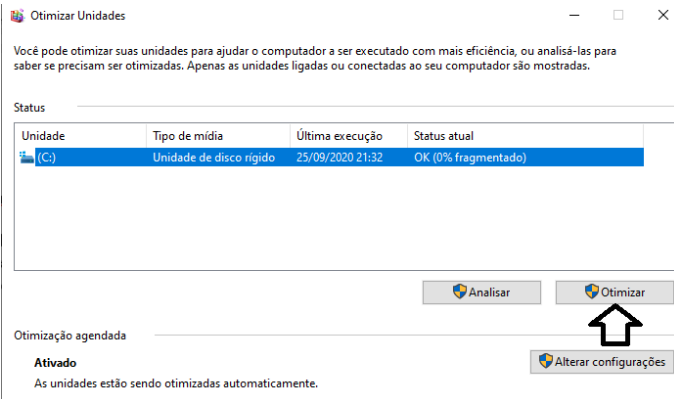 Otimizar Unidades
Você pode otimizar suas unidades para ajudar o computador a ser executado com mais eficiência, ou analisá-las para
saber se precisam ser otimizadas. Apenas as unidades ligadas ou conectadas ao seu computador são mostradas.
Status
Unidade Tipo de mídia Última execução Status atual
(C:) Unidade de disco rígido 25/09/2020 21:32 OK (0% fragmentado)
Analisar Otimizar
Otimização agendada
Ativado Alterar configurações
As unidades estão sendo otimizadas automaticamente.